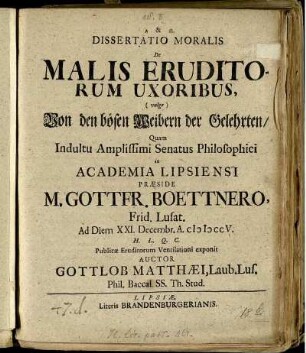 DISSERTATIO MORALIS
De
MALIS ERUDITO-
RUM UXORIBUS,
(vulgo)
Von den bösen Weibern der Gelehrten/
Quam
Indultu Amplissimi Senatus Philosophici
in
ACADEMIA LIPSIENSI
PRÆSIDE
M. GOTTFR. BOETTNERO,
Frid. Lusat.
Ad Diem XXI. Decembr. A. cIɔ Iɔ ccV.
H. L. Q. C.
Publicæ Eruditorum Ventilationi exponit
AUCTOR
GOTTLOB MATTHÆI, Laub. Lus.
Phil. Baccal. SS. Th. Stud.
LIPSIÆ,
Literis BRANDENBURGERIANIS.